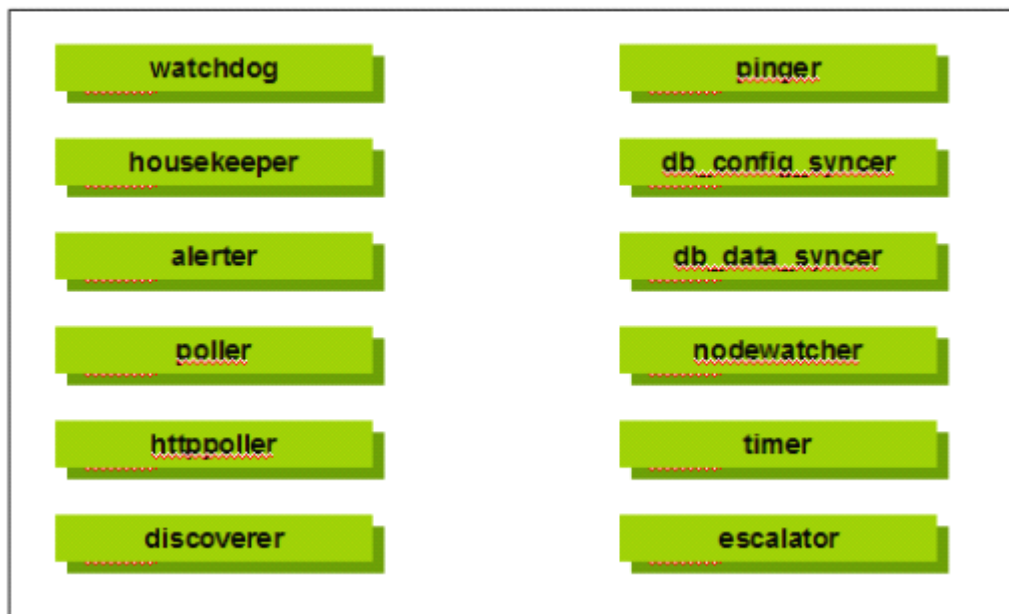 watchdog
housekeeper
alerter
poller
httppoller
discoverer
pinger
db_config_syncer
db_data_syncer
nodewatcher
timer
escalator